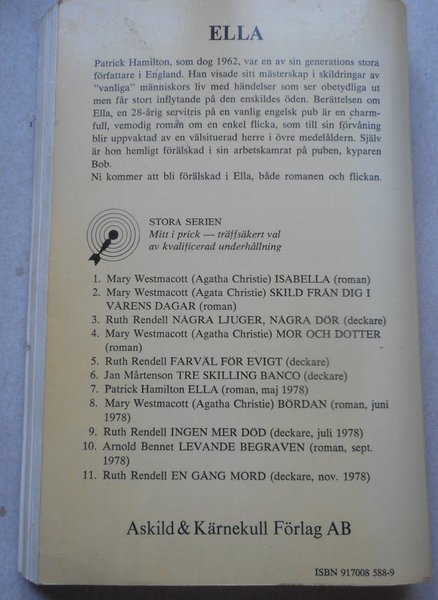 ELLA
Patrick Hamilton, som dog 1962, var en av sin generations stora
författare i England. Han visade sitt mästerskap i skildringar av
"vanliga" människors liv med händelser som ser obetydliga ut
men får stort inflytande på den enskildes öden. Berättelsen om
Ella, en 28-årig servitris på en vanlig engelsk pub är en charm-
full, vemodig roman om en enkel flicka, som till sin förvåning
blir uppvaktad av en välsituerad herre i övre medelåldern. Själv
är hon hemligt förälskad i sin arbetskamrat på puben, kyparen
Bob.
Ni kommer att bli förälskad i Ella, både romanen och flickan.
STORA SERIEN
Mitt i prick — träffsäkert val
av kvalificerad underhållning
1. Mary Westmacott (Agatha Christie) ISABELLA (roman)
2. Mary Westmacott (Agata Christie) SKILD FRÅN DIG I
VÅRENS DAGAR (roman)
3. Ruth Rendell NÅGRA LJUGER, NÅGRA DÖR (deckare)
4. Mary Westmacott (Agatha Christie) MOR OCH DOTTER
(roman)
5. Ruth Rendell FARVÄL FÖR EVIGT (deckare)
6. Jan Mårtenson TRE SKILLING BANCO (deckare)
7. Patrick Hamilton ELLA (roman, maj 1978)
8. Mary Westmacott (Agatha Christie) BÖRDAN (roman, juni
1978)
9. Ruth Rendell INGEN MER DÖD (deckare, juli 1978)
10. Arnold Bennet LEVANDE BEGRAVEN (roman, sept.
1978)
11. Ruth Rendell EN GÅNG MORD (deckare, nov. 1978)
Askild & Kärnekull Förlag AB
ISBN 917008 588-9